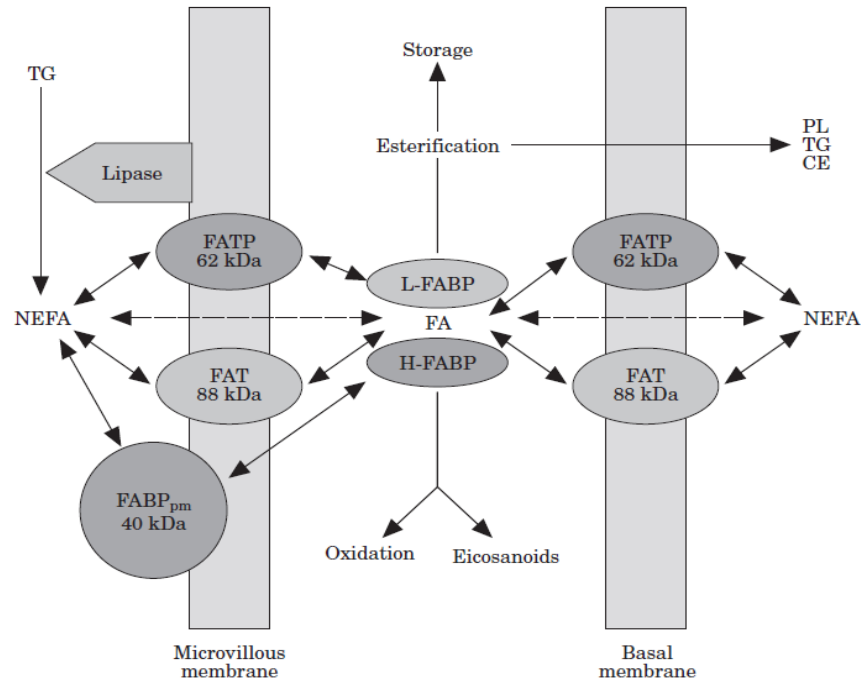 Storage
TG
Esterification
PL
TG
CE
Lipase
FATP
62 kDa
FATP
62 kDa
L-FABP
NEFA
FA
NEFA
H-FABP
FAT
88 kDa
FAT
88 kDa
FABPpm
40 kDa
Oxidation
Eicosanoids
Microvillous
membrane
Basal
membrane